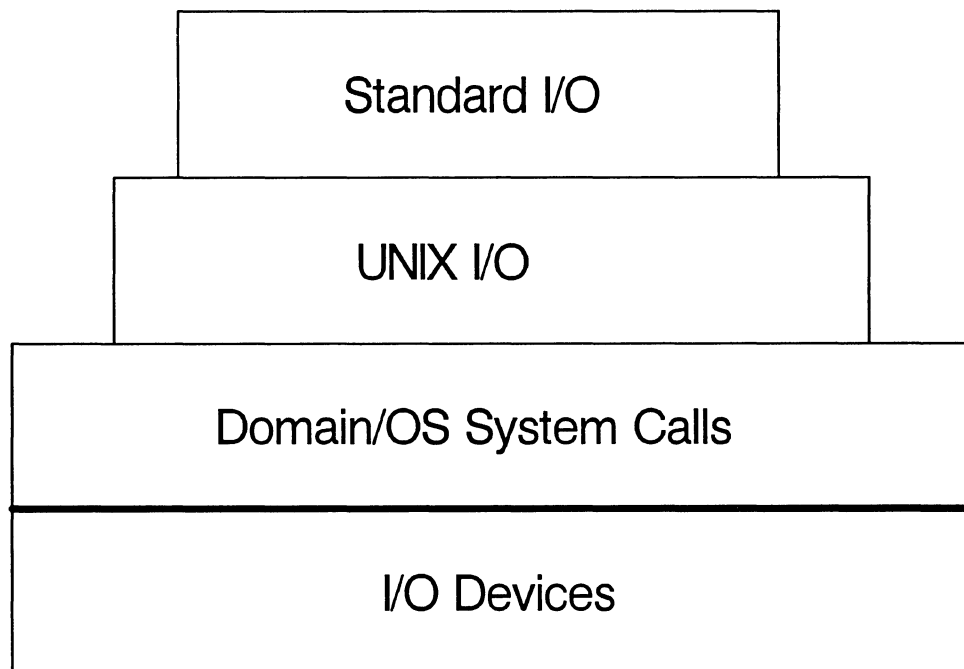 Standard I/O
UNIX I/O
Domain/OS System Calls
I/O Devices